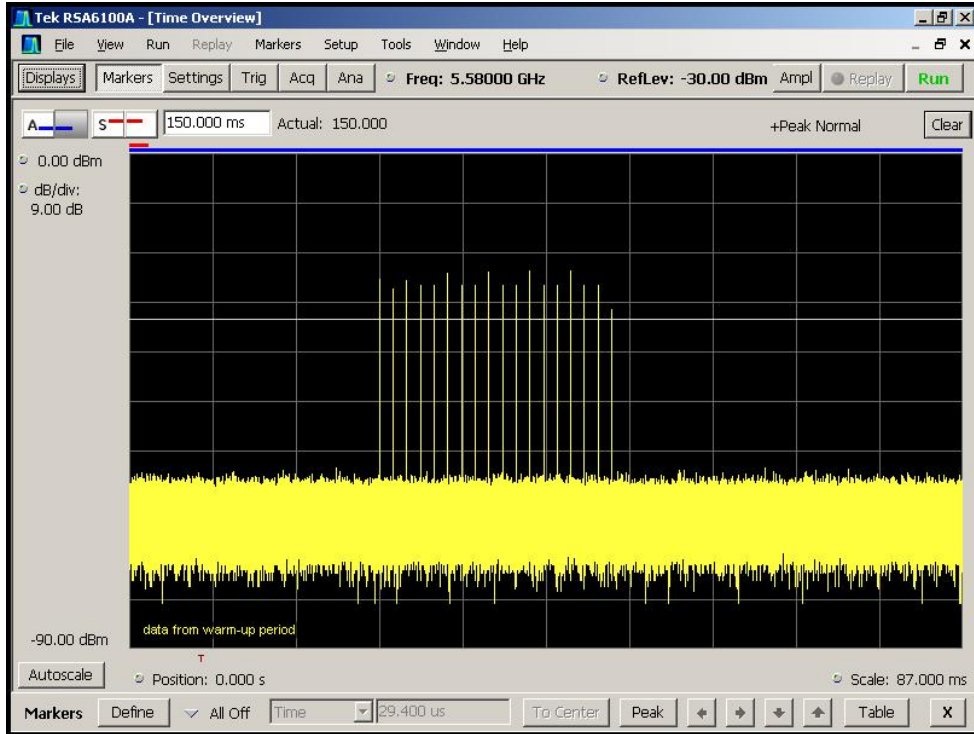 Tek RSA6100A - [Time Overview]
File View Run Replay Markers Setup Tools Window Help
Displays Markers Settings Trig Acq Ana Freq: 5.58000 GHz RefLev: -30.00 dBm Ampl Replay Run
A S 150.000 ms Actual: 150.000 +Peak Normal Clear
0.00 dBm
dB/div:
9.00 dB
-90.00 dBm
data from warm-up period
T
Autoscale Position: 0.000 s Scale: 87.000 ms
Markers Define All Off Time 29.400 us To Center Peak Table X